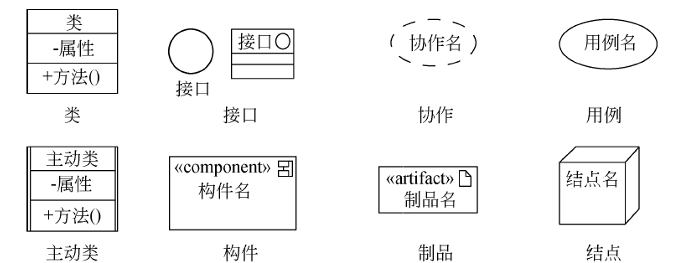 类
-属性
+方法()
类
接口
接口
接口
协作名
协作
用例名
用例
主动类
-属性
+方法()
主动类
«component»
构件名
构件
«artifact»
制品名
制品
结点名
结点